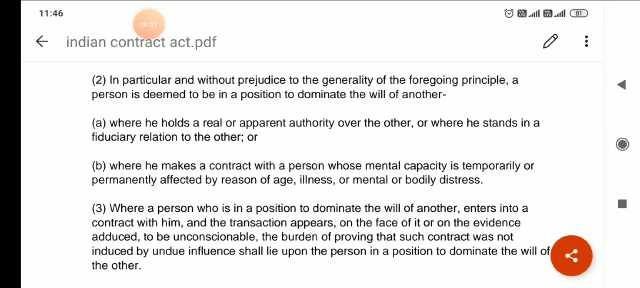 11:46
81
indian contract act.pdf
(2) In particular and without prejudice to the generality of the foregoing principle, a
person is deemed to be in a position to dominate the will of another-
(a) where he holds a real or apparent authority over the other, or where he stands in a
fiduciary relation to the other; or
(b) where he makes a contract with a person whose mental capacity is temporarily or
permanently affected by reason of age, illness, or mental or bodily distress.
(3) Where a person who is in a position to dominate the will of another, enters into a
contract with him, and the transaction appears, on the face of it or on the evidence
adduced, to be unconscionable, the burden of proving that such contract was not
induced by undue influence shall lie upon the person in a position to dominate the will of
the other.